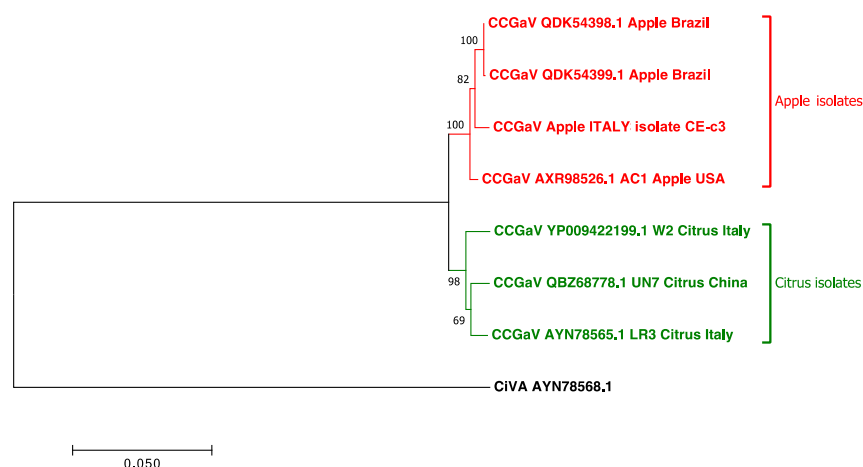 CCGaV QDK54398.1 Apple Brazil
100
CCGaV QDK54399.1 Apple Brazil
82
Apple isolates
CCGaV Apple ITALY isolate CE-c3
100
CCGaV AXR98526.1 AC1 Apple USA
CCGaV YP009422199.1 W2 Citrus Italy
98
CCGaV QBZ68778.1 UN7 Citrus China
Citrus isolates
69
CCGaV AYN78565.1 LR3 Citrus Italy
CiVA AYN78568.1
0.050